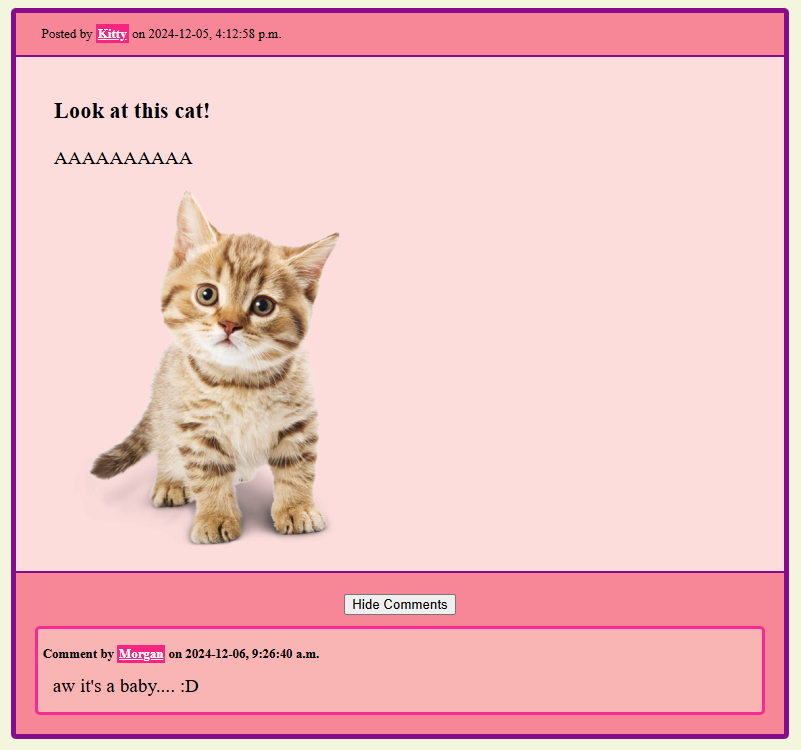 Posted by Kitty on 2024-12-05, 4:12:58 p.m.
Look at this cat!
AAAAAAAAAA
Hide Comments
Comment by Morgan on 2024-12-06, 9:26:40 a.m.
aw it's a baby.... :D